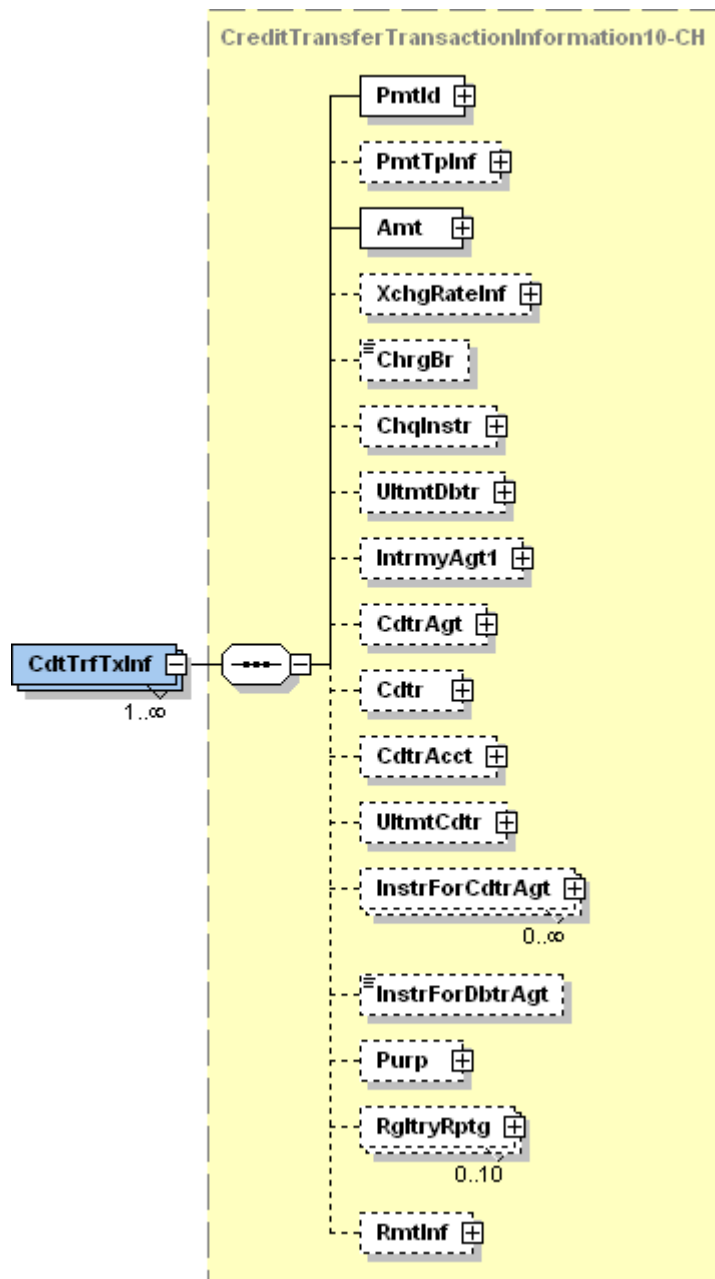 CreditTransferTransactionInformation10-CH
PmtId
PmtTpInf
Amt
XchgRateInf
ChrgBr
ChqInstr
UltmtDbtr
IntrmyAgt1
CdtrAgt
CdtTrfTxInf
1..∞
Cdtr
CdtrAcct
UltmtCdtr
InstrForCdtrAgt
0..∞
InstrForDbtrAgt
Purp
RgltryRptg
0..10
RmtInf